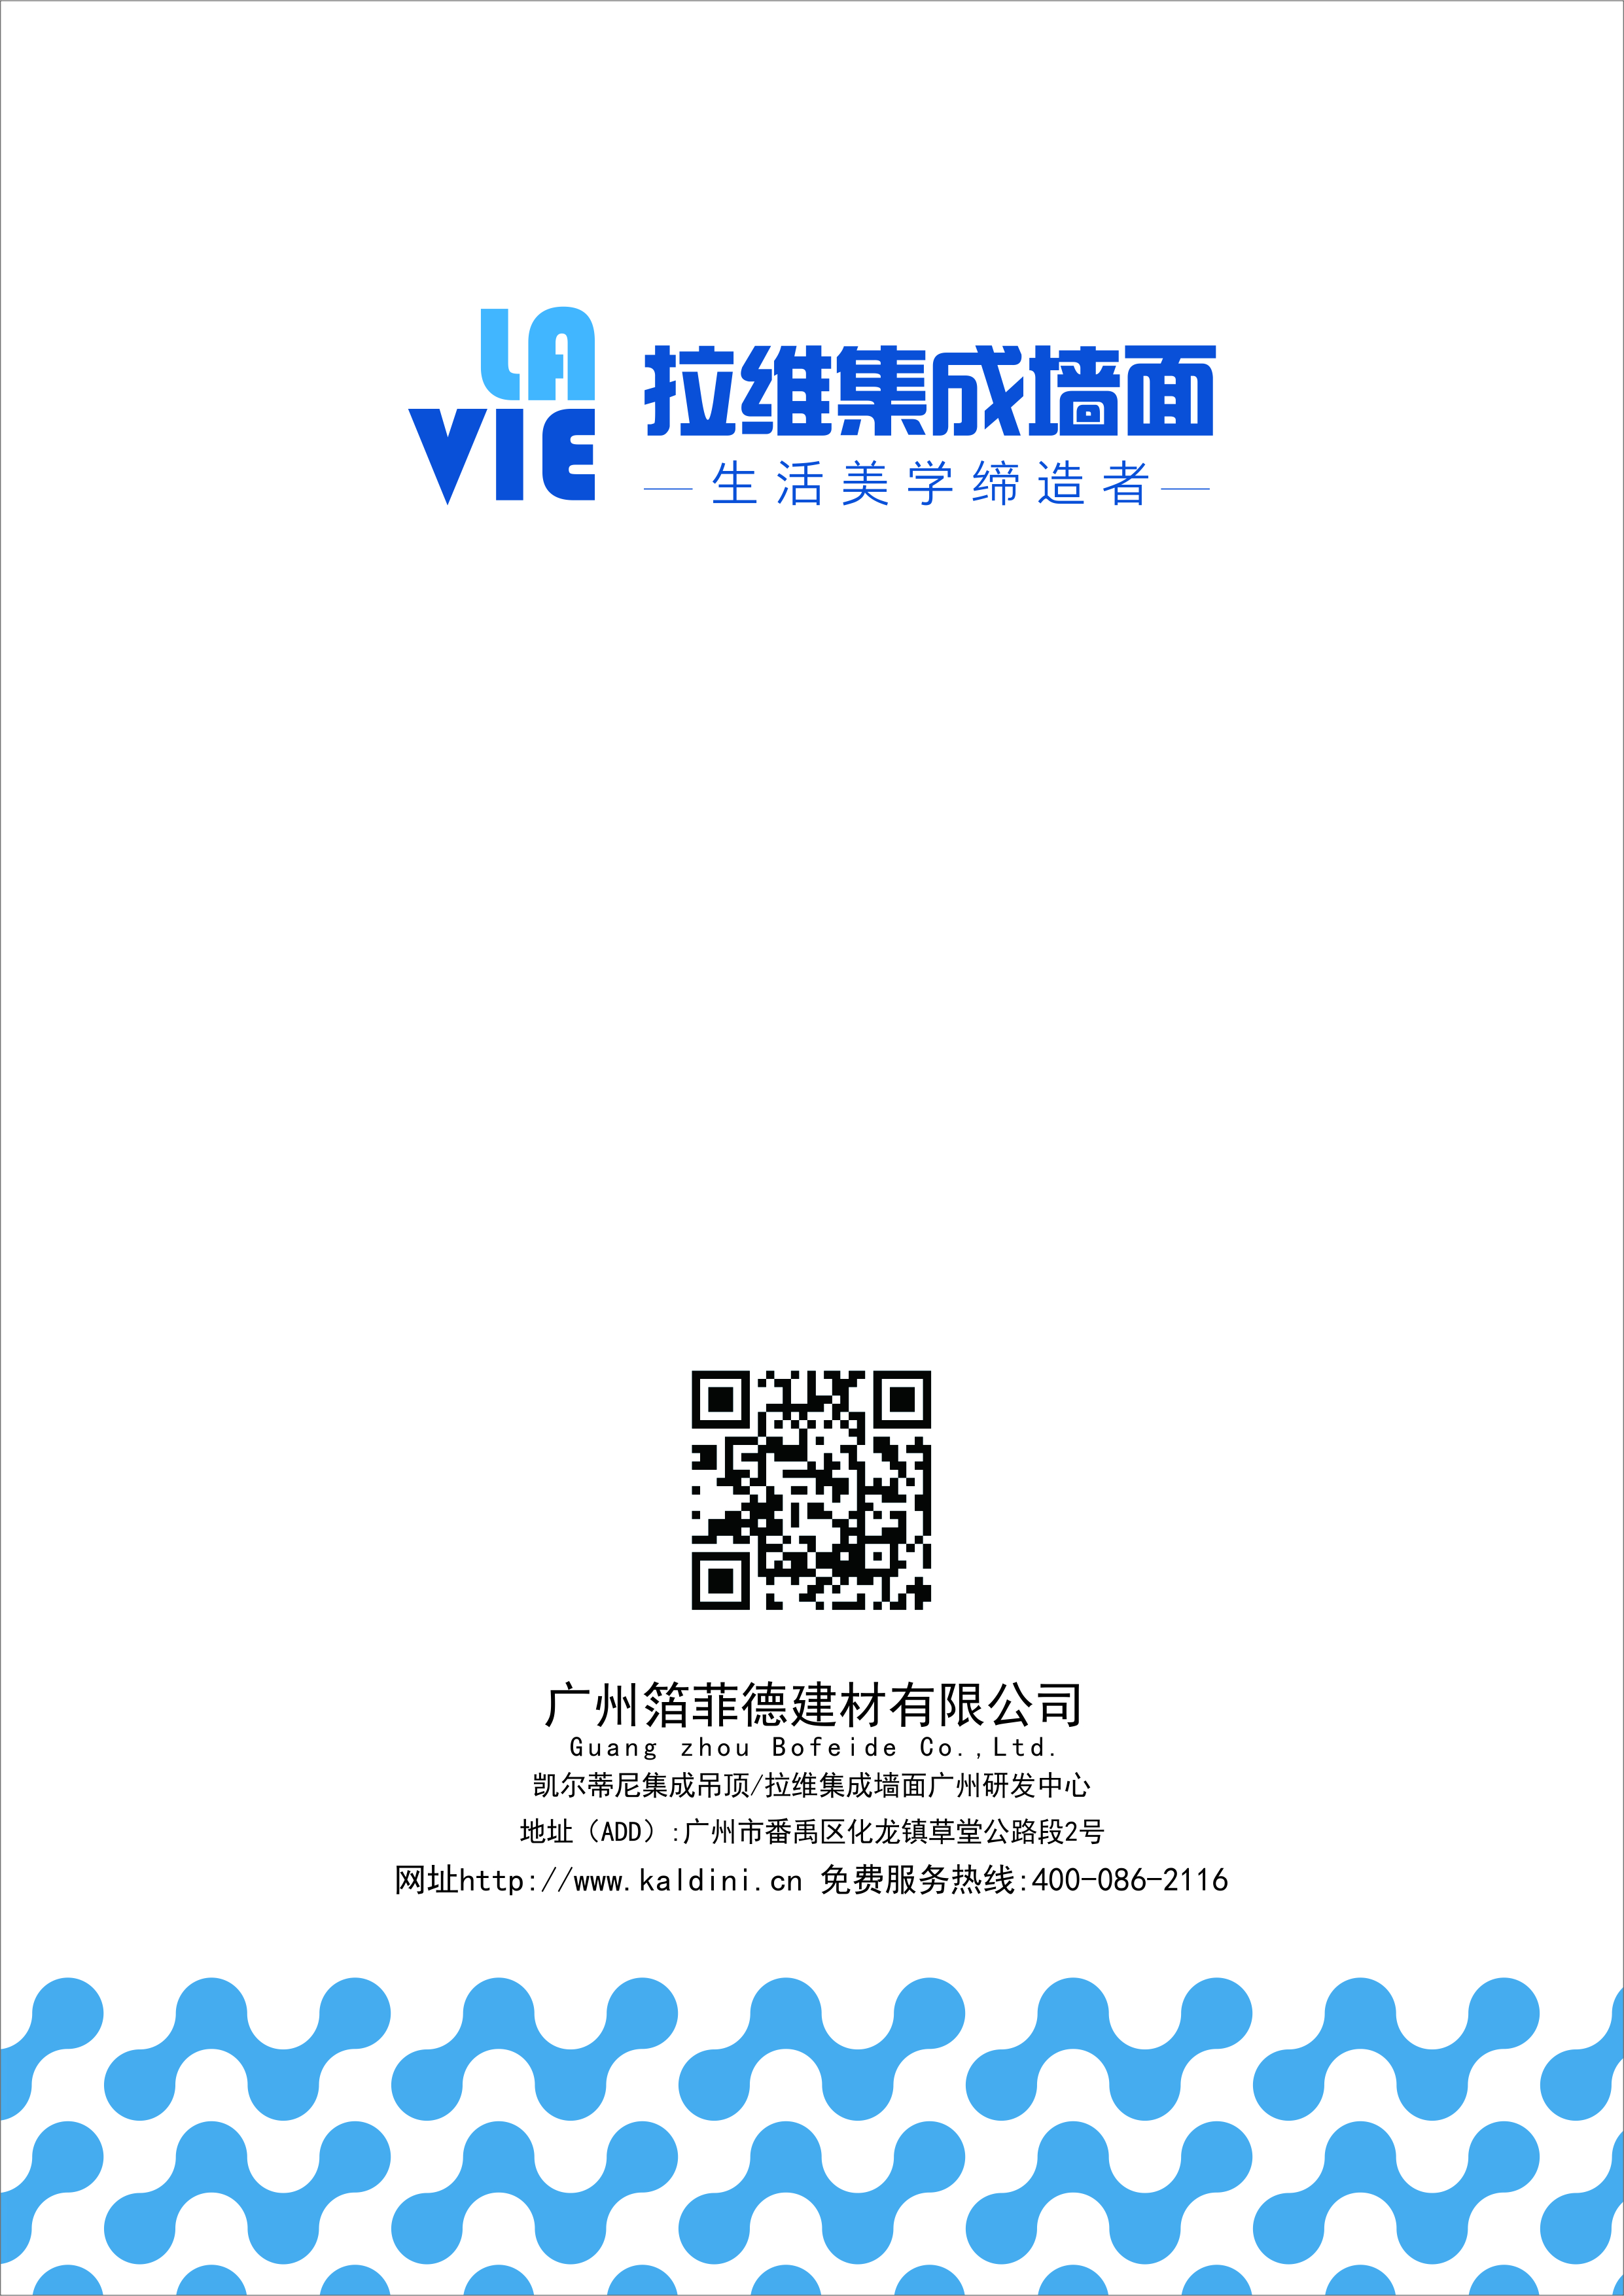 LA
VIE
拉维集成墙面
生活美学缔造者
广州箔菲德建材有限公司
Guang zhou Bofeide Co.,Ltd.
凯尔蒂尼集成吊顶/拉维集成墙面广州研发中心
地址（ADD）:广州市番禹区化龙镇草堂公路段2号
网址http://www.kaldini.cn 免费服务热线:400-086-2116